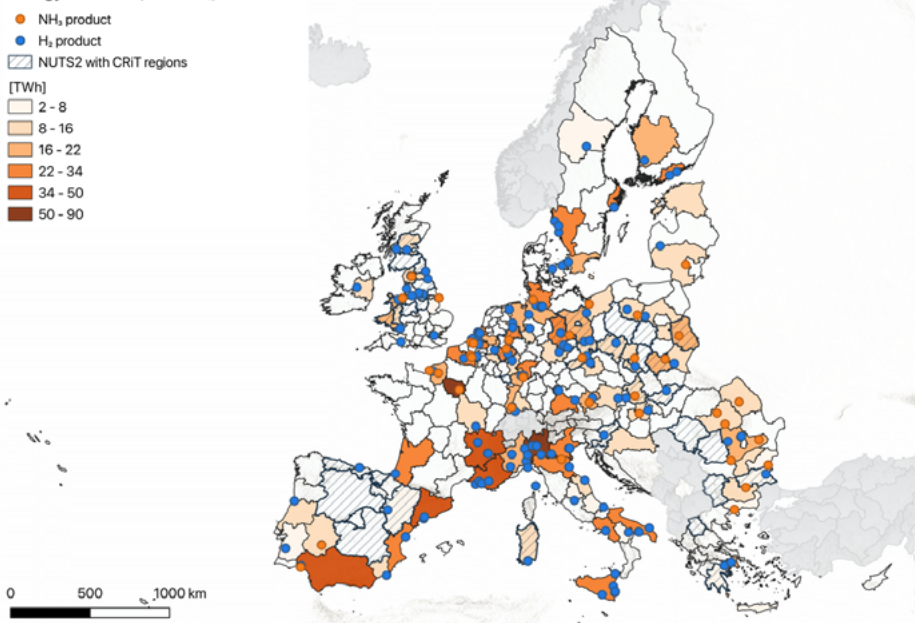 NH₃ product
H₂ product
NUTS2 with CRiT regions
[TWh]
2 - 8
8 - 16
16 - 22
22 - 34
34 - 50
50 - 90
0 500 1000 km